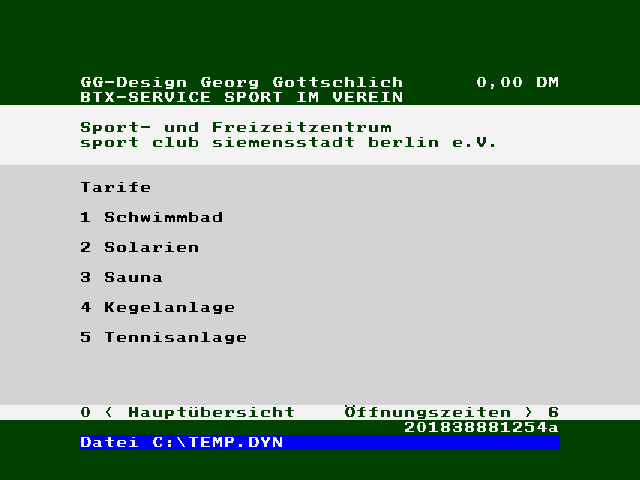 GG-Design Georg Gottschlich 0,00 DM
BTX-SERVICE SPORT IM VEREIN
Sport- und Freizeitzentrum
sport club siemensstadt berlin e.V.
Tarife
1 Schwimmbad
2 Solarien
3 Sauna
4 Kegelanlage
5 Tennisanlage
0 < Hauptübersicht Öffnungszeiten > 6
201838881254a
Datei C:\TEMP.DYN